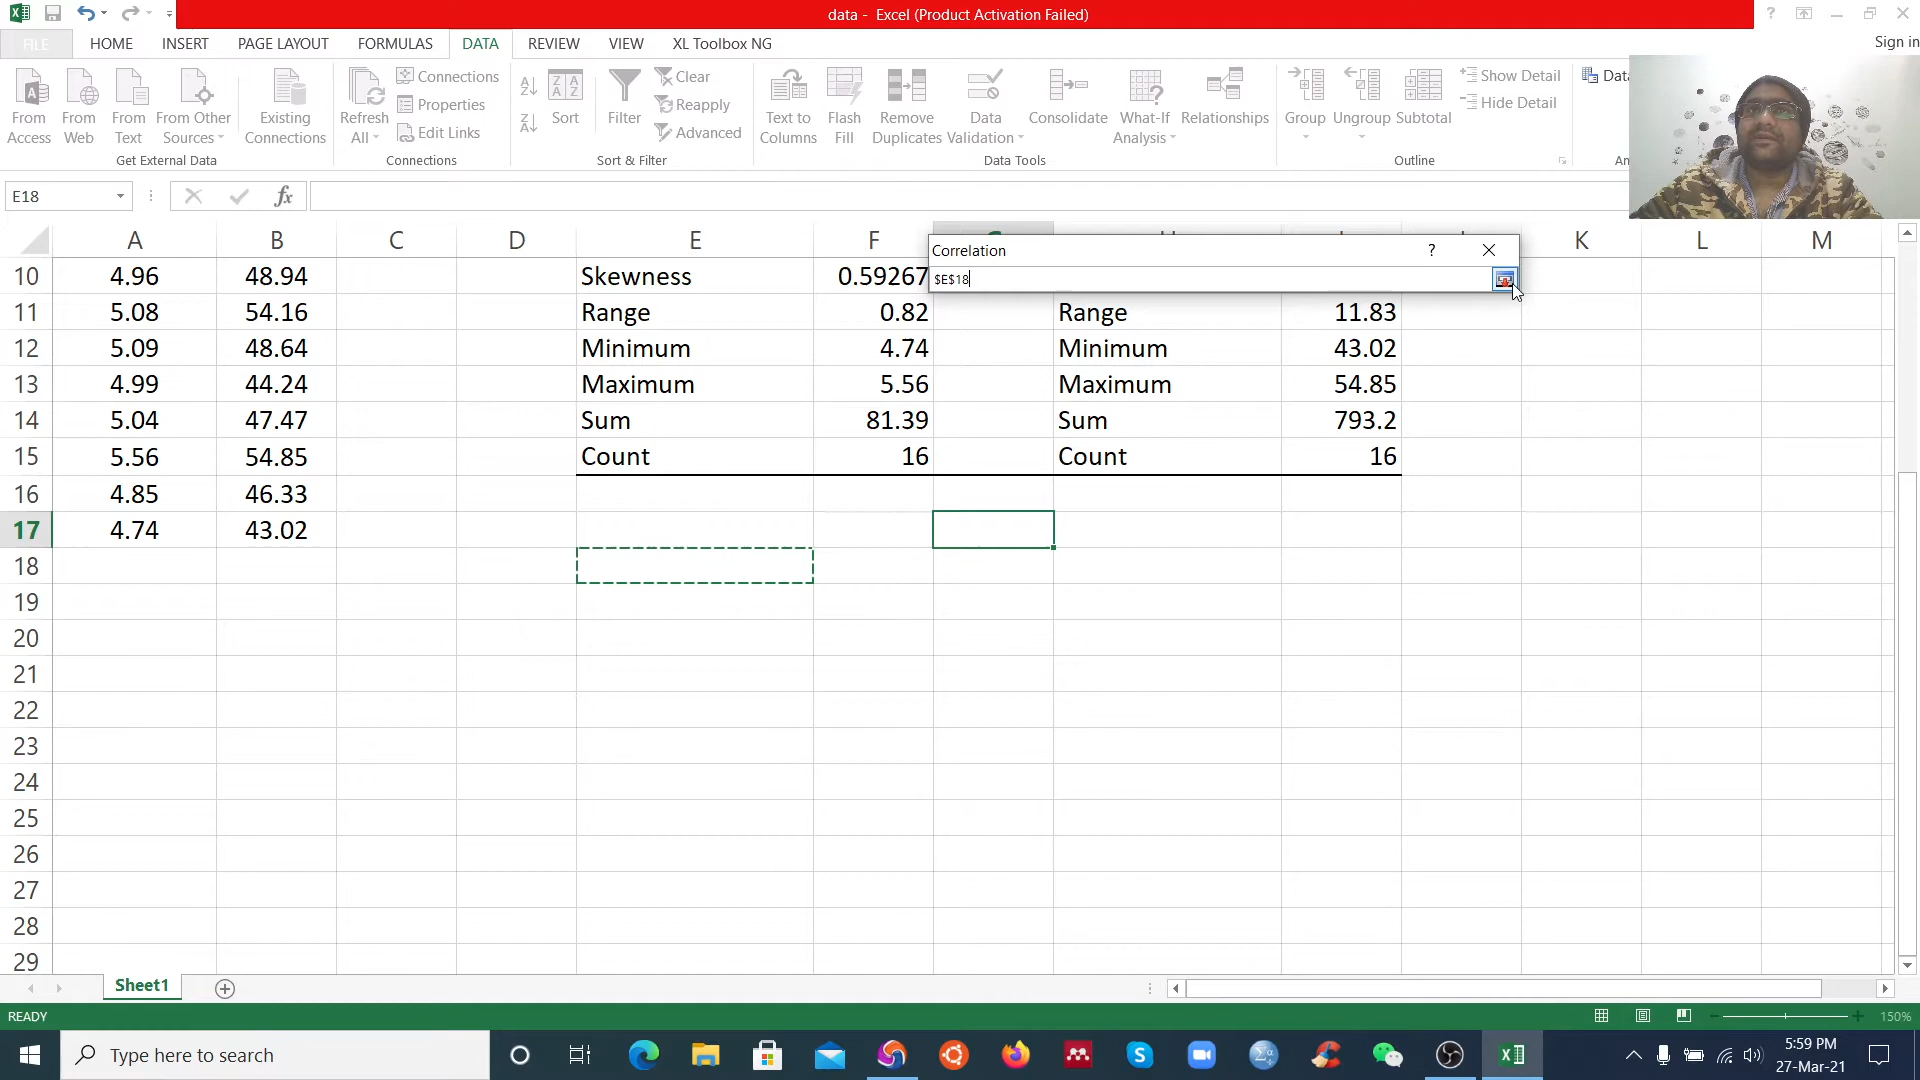 data - Excel (Product Activation Failed)
FILE HOME INSERT PAGE LAYOUT FORMULAS DATA REVIEW VIEW XL Toolbox NG Sign in
From Access
From Web
From Text
From Other Sources
Get External Data
Existing Connections
Refresh All
Connections
Properties
Edit Links
Connections
Sort
Filter
Clear
Reapply
Advanced
Sort & Filter
Text to Columns
Flash Fill
Remove Duplicates
Data Validation
Consolidate
What-If Analysis
Relationships
Data Tools
Group
Ungroup
Subtotal
Show Detail
Hide Detail
Outline
E18 fx
Correlation ?
$E$18
A B C D E F K L M
10 4.96 48.94 Skewness 0.59267
11 5.08 54.16 Range 0.82 Range 11.83
12 5.09 48.64 Minimum 4.74 Minimum 43.02
13 4.99 44.24 Maximum 5.56 Maximum 54.85
14 5.04 47.47 Sum 81.39 Sum 793.2
15 5.56 54.85 Count 16 Count 16
16 4.85 46.33
17 4.74 43.02
18
19
20
21
22
23
24
25
26
27
28
29
Sheet1
READY 150%
Type here to search
5:59 PM
27-Mar-21